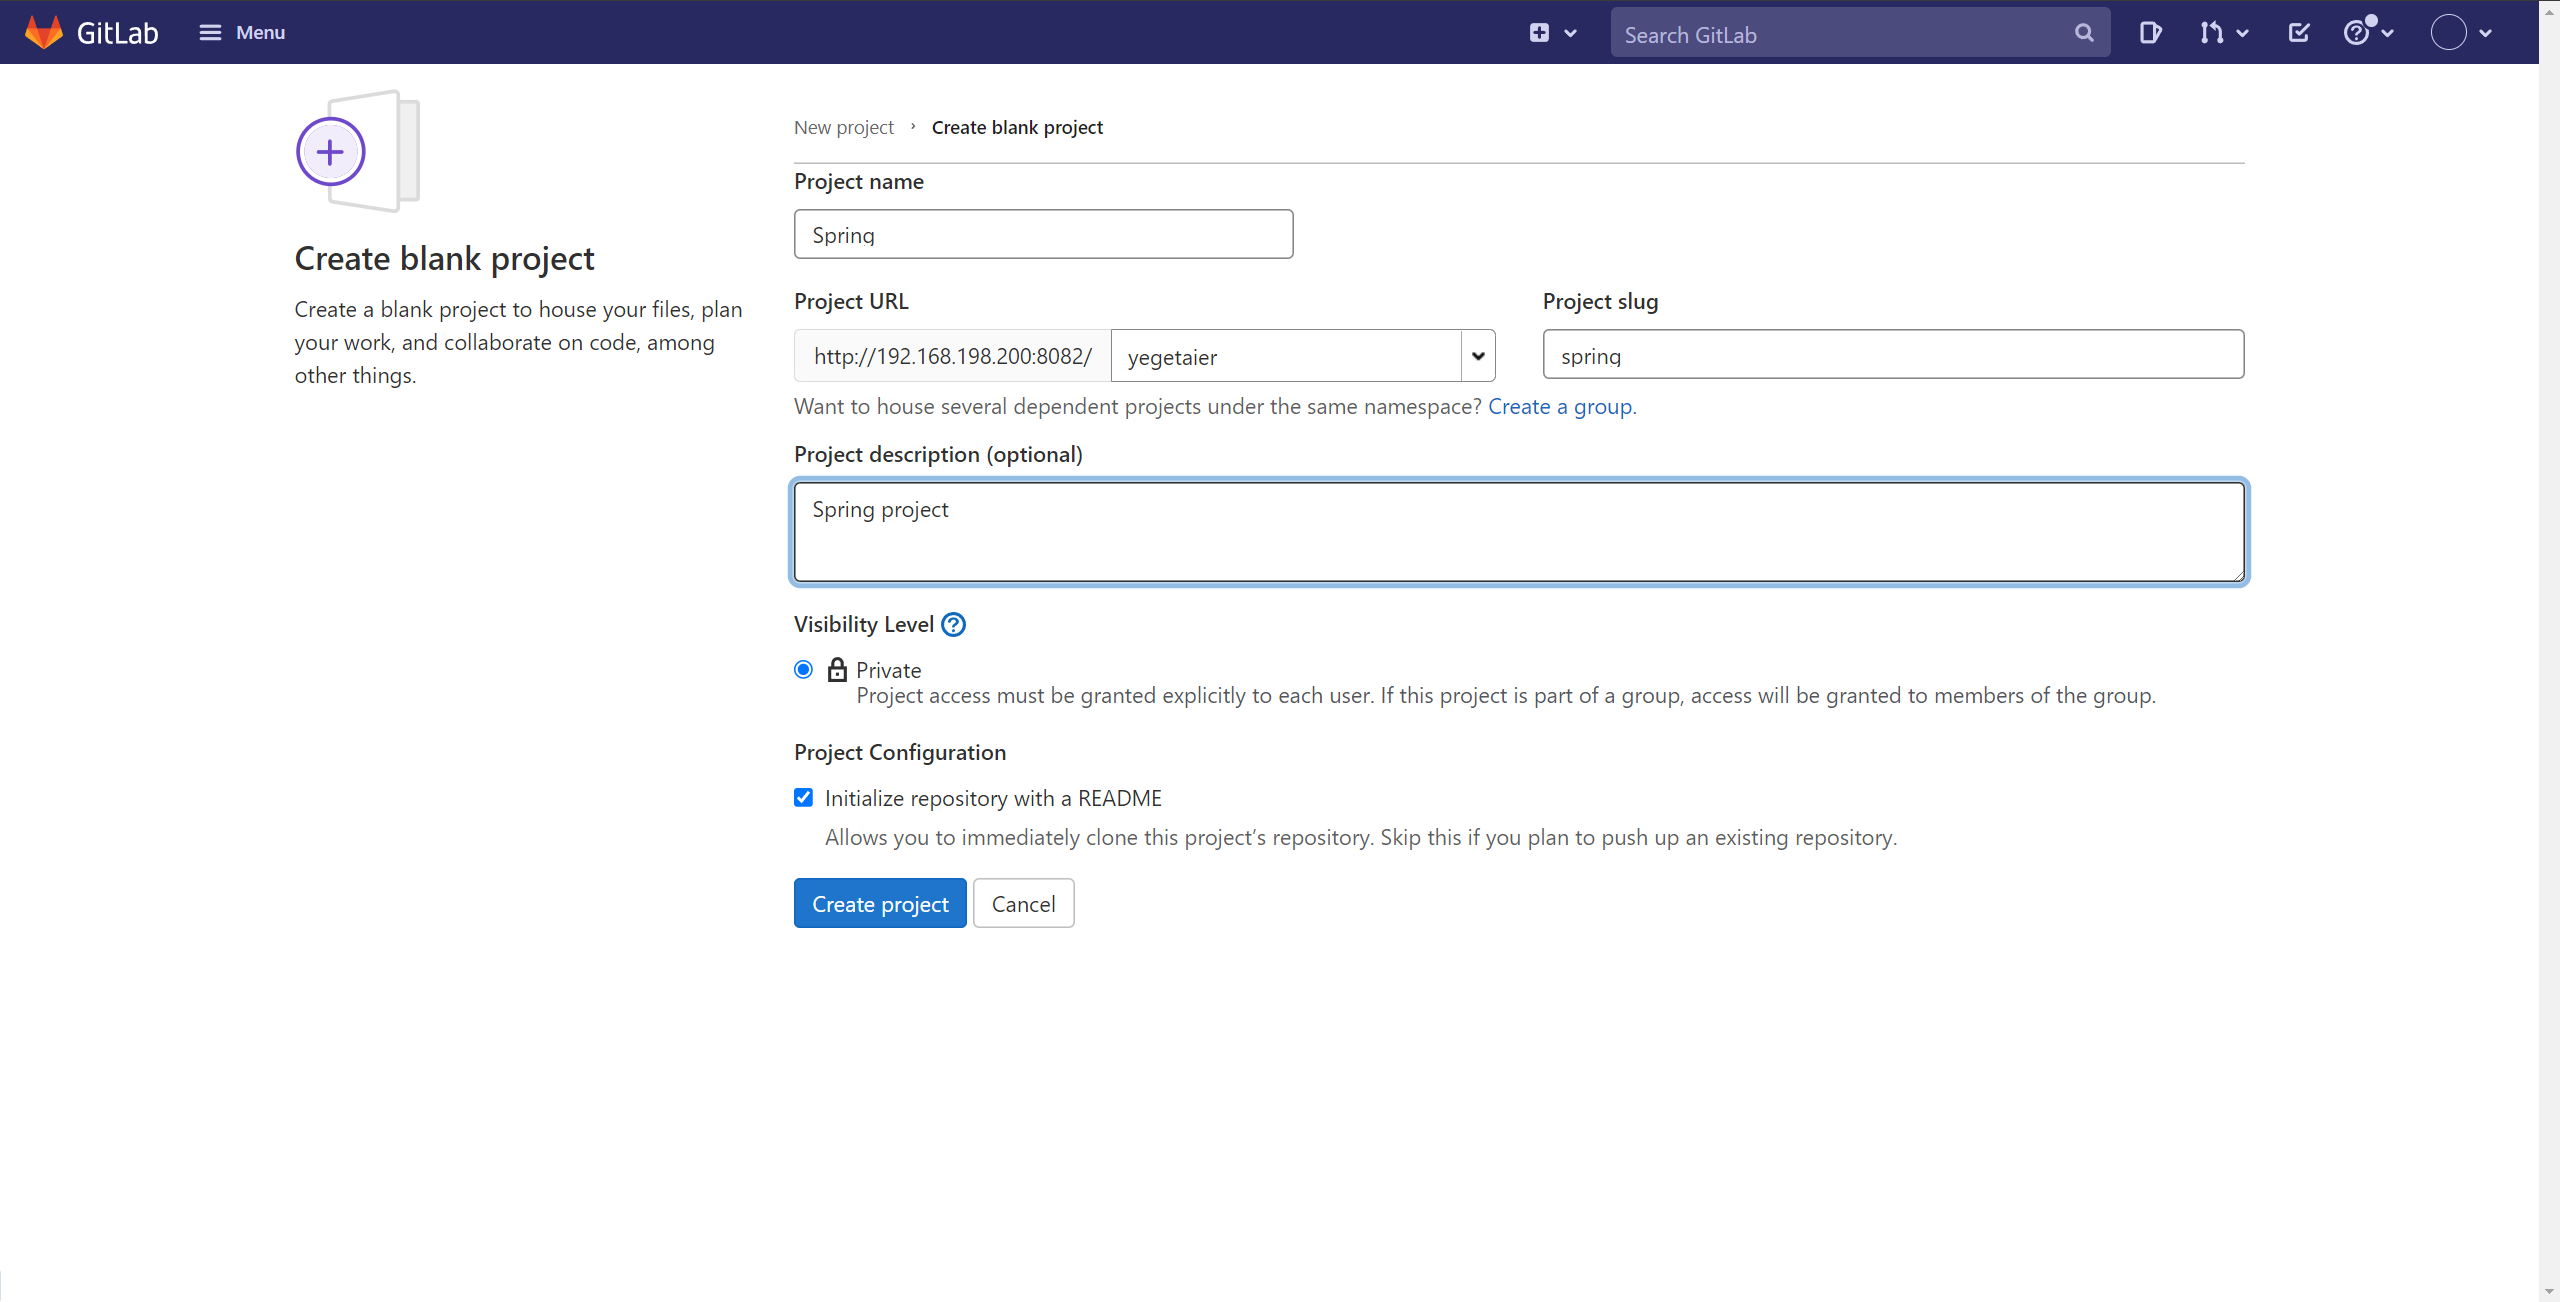 GitLab Menu Search GitLab
New project › Create blank project
Create blank project
Create a blank project to house your files, plan
your work, and collaborate on code, among
other things.
Project name
Spring
Project URL Project slug
http://192.168.198.200:8082/ yegetaier spring
Want to house several dependent projects under the same namespace? Create a group.
Project description (optional)
Spring project
Visibility Level
Private
Project access must be granted explicitly to each user. If this project is part of a group, access will be granted to members of the group.
Project Configuration
Initialize repository with a README
Allows you to immediately clone this project’s repository. Skip this if you plan to push up an existing repository.
Create project Cancel